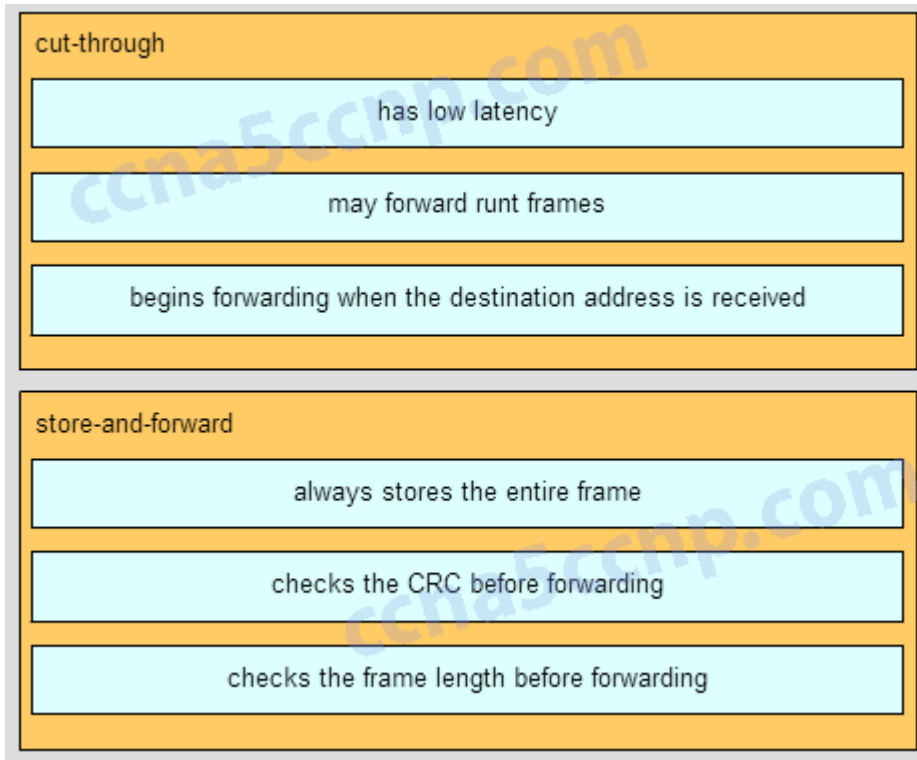 cut-through
has low latency
may forward runt frames
begins forwarding when the destination address is received
store-and-forward
always stores the entire frame
checks the CRC before forwarding
checks the frame length before forwarding
ccna5ccnp.com
ccna5ccnp.com